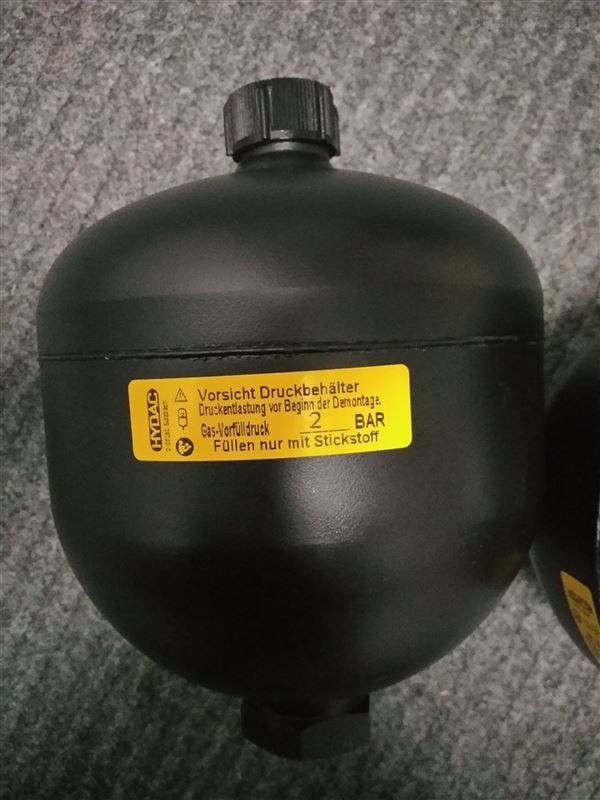 HYDAC
Vorsicht Druckbehälter
Druckentlastung vor Beginn der Demontage.
Gas-Vorfülldruck 2 BAR
Füllen nur mit Stickstoff